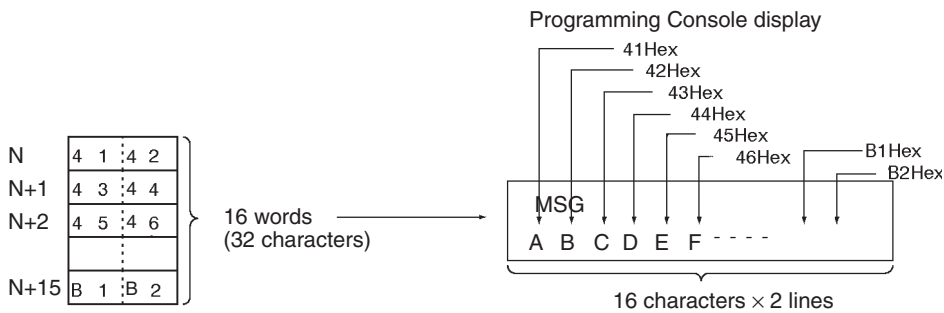 Programming Console display
41Hex
42Hex
43Hex
44Hex
45Hex
46Hex
B1Hex
B2Hex
N 4 1 4 2
N+1 4 3 4 4
N+2 4 5 4 6
N+15 B 1 B 2
16 words
(32 characters)
MSG
A B C D E F - - - -
16 characters × 2 lines